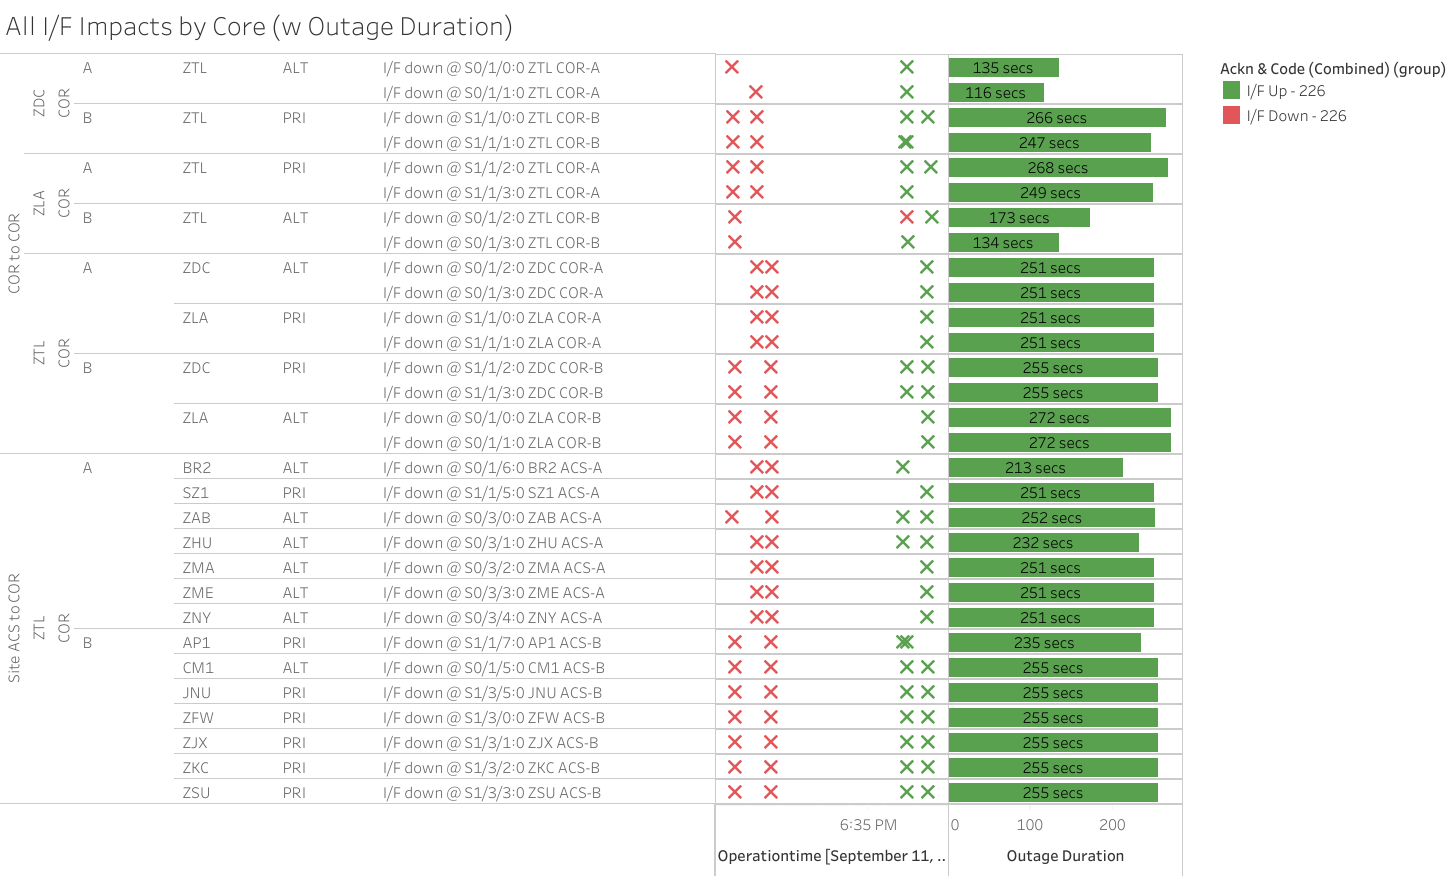 All I/F Impacts by Core (w Outage Duration)
COR to COR
ZDC
COR
A ZTL ALT I/F down @ S0/1/0:0 ZTL COR-A 135 secs
I/F down @ S0/1/1:0 ZTL COR-A 116 secs
B ZTL PRI I/F down @ S1/1/0:0 ZTL COR-B 266 secs
I/F down @ S1/1/1:0 ZTL COR-B 247 secs
ZLA
COR
A ZTL PRI I/F down @ S1/1/2:0 ZTL COR-A 268 secs
I/F down @ S1/1/3:0 ZTL COR-A 249 secs
B ZTL ALT I/F down @ S0/1/2:0 ZTL COR-B 173 secs
I/F down @ S0/1/3:0 ZTL COR-B 134 secs
ZTL
COR
A ZDC ALT I/F down @ S0/1/2:0 ZDC COR-A 251 secs
I/F down @ S0/1/3:0 ZDC COR-A 251 secs
ZLA PRI I/F down @ S1/1/0:0 ZLA COR-A 251 secs
I/F down @ S1/1/1:0 ZLA COR-A 251 secs
B ZDC PRI I/F down @ S1/1/2:0 ZDC COR-B 255 secs
I/F down @ S1/1/3:0 ZDC COR-B 255 secs
ZLA ALT I/F down @ S0/1/0:0 ZLA COR-B 272 secs
I/F down @ S0/1/1:0 ZLA COR-B 272 secs
Site ACS to COR
ZTL
COR
A BR2 ALT I/F down @ S0/1/6:0 BR2 ACS-A 213 secs
SZ1 PRI I/F down @ S1/1/5:0 SZ1 ACS-A 251 secs
ZAB ALT I/F down @ S0/3/0:0 ZAB ACS-A 252 secs
ZHU ALT I/F down @ S0/3/1:0 ZHU ACS-A 232 secs
ZMA ALT I/F down @ S0/3/2:0 ZMA ACS-A 251 secs
ZME ALT I/F down @ S0/3/3:0 ZME ACS-A 251 secs
ZNY ALT I/F down @ S0/3/4:0 ZNY ACS-A 251 secs
B AP1 PRI I/F down @ S1/1/7:0 AP1 ACS-B 235 secs
CM1 ALT I/F down @ S0/1/5:0 CM1 ACS-B 255 secs
JNU PRI I/F down @ S1/3/5:0 JNU ACS-B 255 secs
ZFW PRI I/F down @ S1/3/0:0 ZFW ACS-B 255 secs
ZJX PRI I/F down @ S1/3/1:0 ZJX ACS-B 255 secs
ZKC PRI I/F down @ S1/3/2:0 ZKC ACS-B 255 secs
ZSU PRI I/F down @ S1/3/3:0 ZSU ACS-B 255 secs
6:35 PM 0 100 200
Operationtime [September 11, .. Outage Duration
Ackn & Code (Combined) (group)
I/F Up - 226
I/F Down - 226